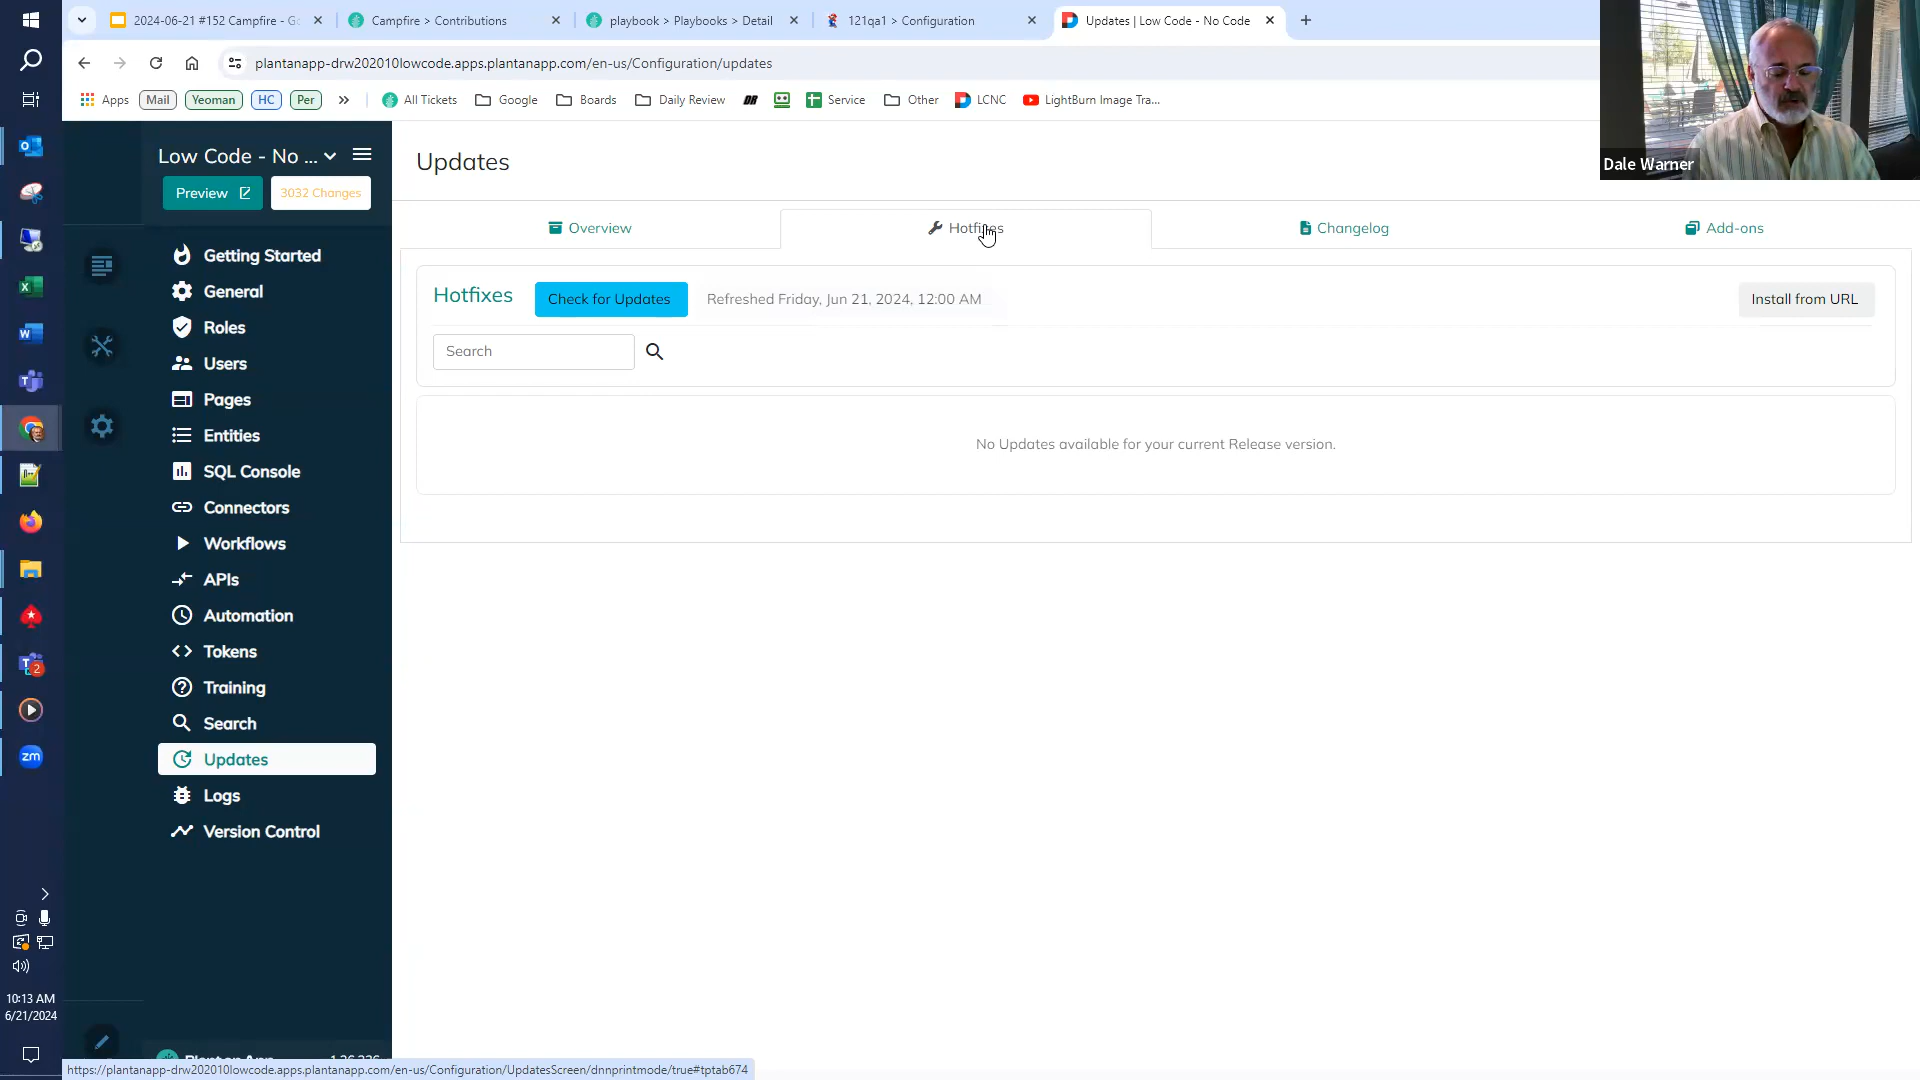 2024-06-21 #152 Campfire - Go
Campfire > Contributions
playbook > Playbooks > Detail
121qa1 > Configuration
Updates | Low Code - No Code
plantanapp-drw202010lowcode.apps.plantanapp.com/en-us/Configuration/updates
Apps
Mail
Yeoman
HC
Per
All Tickets
Google
Boards
Daily Review
Service
Other
LCNC
LightBurn Image Tra...
Dale Warner
Low Code - No ...
Preview
3032 Changes
Getting Started
General
Roles
Users
Pages
Entities
SQL Console
Connectors
Workflows
APIs
Automation
Tokens
Training
Search
Updates
Logs
Version Control
Updates
Overview
Hotfixes
Changelog
Add-ons
Hotfixes
Check for Updates
Refreshed Friday, Jun 21, 2024, 12:00 AM
Install from URL
Search
No Updates available for your current Release version.
zm
2
10:13 AM
6/21/2024
https://plantanapp-drw202010lowcode.apps.plantanapp.com/en-us/Configuration/UpdatesScreen/dnnprintmode/true#tptab674